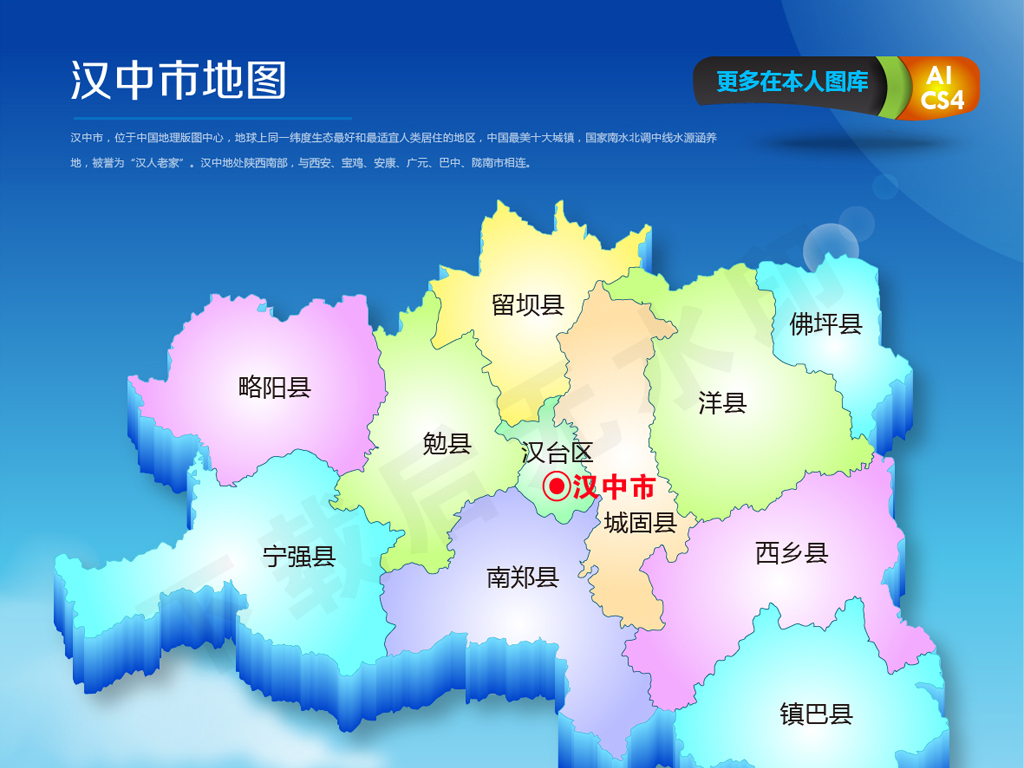 汉中市地图
更多在本人图库
AI
CS4
汉中市，位于中国地理版图中心，地球上同一纬度生态最好和最适宜人类居住的地区，中国最美十大城镇，国家南水北调中线水源涵养
地，被誉为“汉人老家”。汉中地处陕西南部，与西安、宝鸡、安康、广元、巴中、陇南市相连。
留坝县
佛坪县
略阳县
洋县
勉县
汉台区
汉中市
城固县
宁强县
西乡县
南郑县
镇巴县
下载后无水印